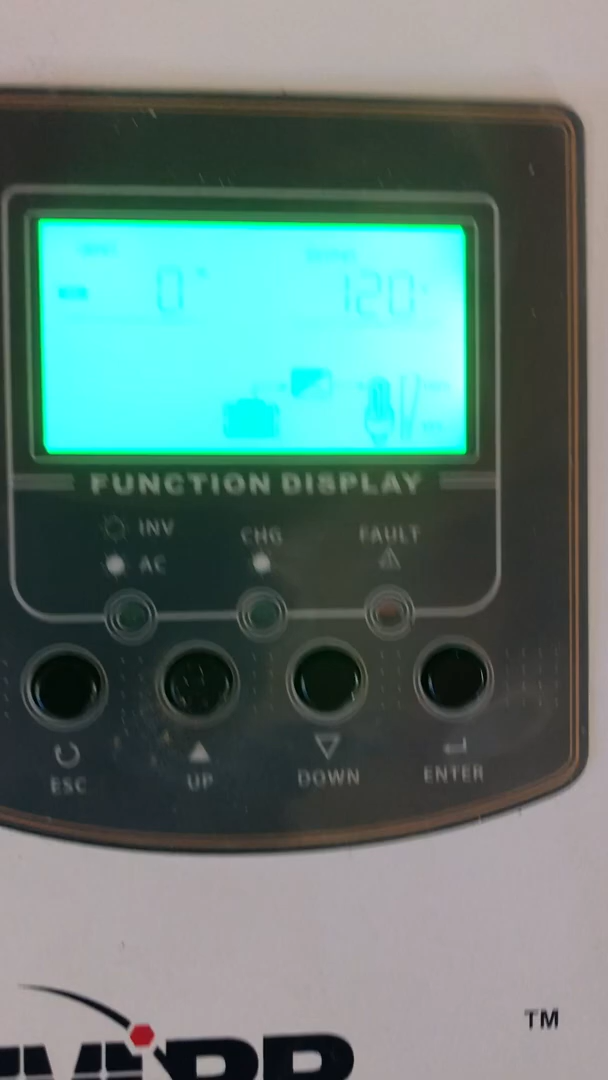 0
120
FUNCTION DISPLAY
INV
AC
CHG
FAULT
ESC
UP
DOWN
ENTER
TM